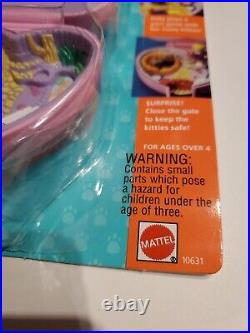 SURPRISE!
Close the gate
to keep the
kitties safe!
FOR AGES OVER 4
WARNING:
Contains small
parts which pose
a hazard for
children under the
age of three.
MATTEL
®
10631